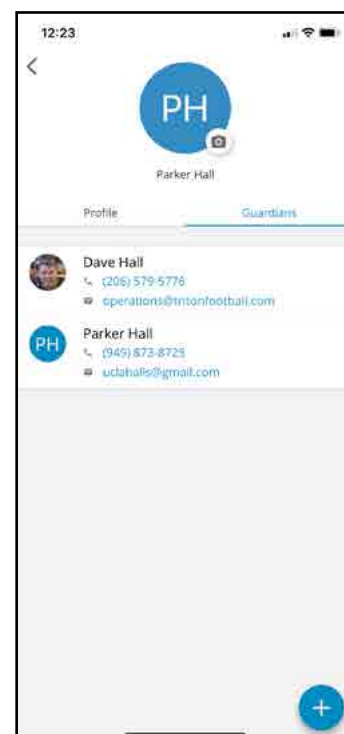 12:23
PH
Parker Hall
Profile Guardians
Dave Hall
(206) 579-5776
operations@tritonfootball.com
PH
Parker Hall
(949) 873-8725
uclahalls@gmail.com